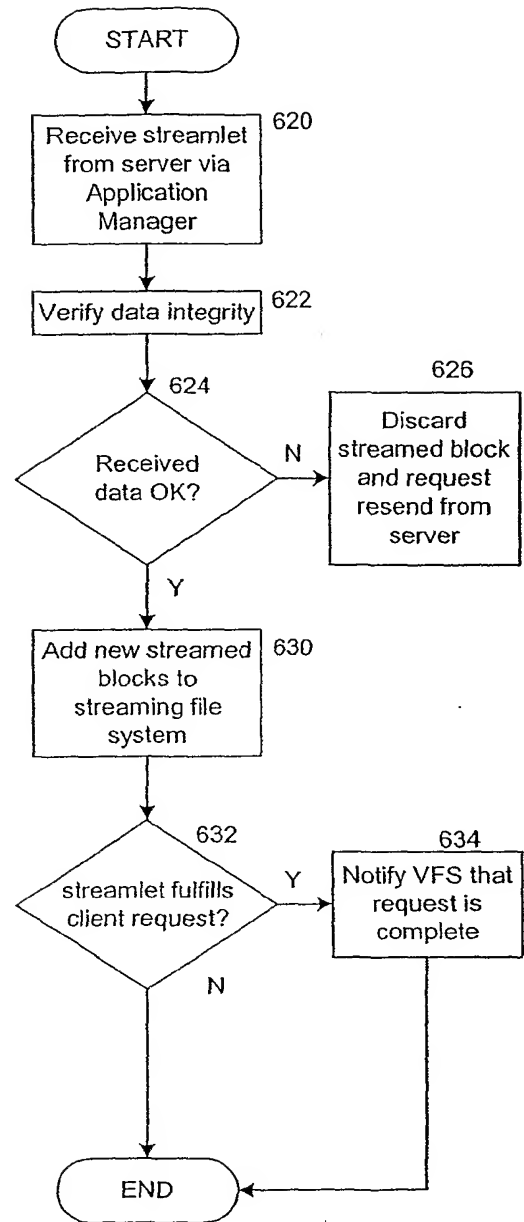 START
620
Receive streamlet
from server via
Application
Manager
622
Verify data integrity
624
Received
data OK?
N
Y
626
Discard
streamed block
and request
resend from
server
630
Add new streamed
blocks to
streaming file
system
632
streamlet fulfills
client request?
Y
N
634
Notify VFS that
request is
complete
END